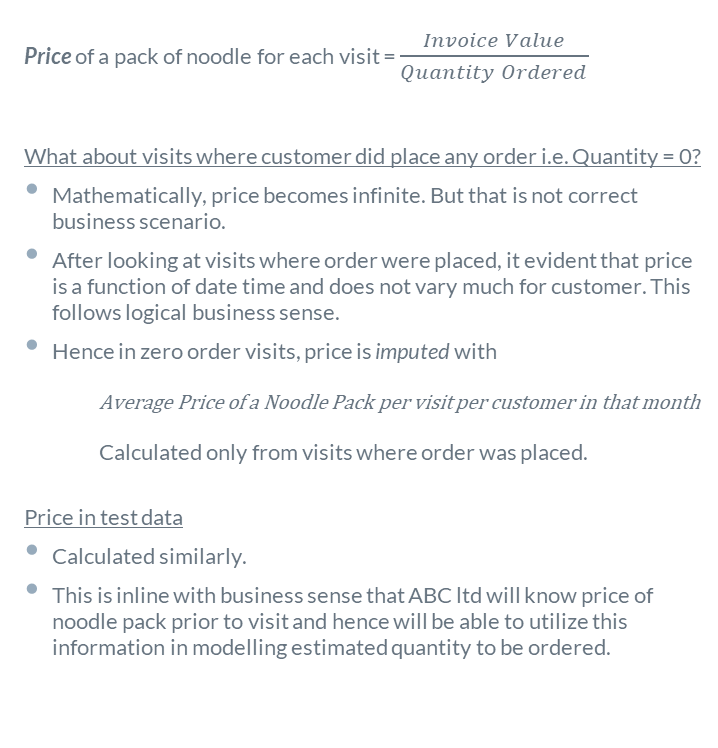 Price of a pack of noodle for each visit = Invoice Value / Quantity Ordered
What about visits where customer did place any order i.e. Quantity = 0?
Mathematically, price becomes infinite. But that is not correct
business scenario.
After looking at visits where order were placed, it evident that price
is a function of date time and does not vary much for customer. This
follows logical business sense.
Hence in zero order visits, price is imputed with
Average Price of a Noodle Pack per visit per customer in that month
Calculated only from visits where order was placed.
Price in test data
Calculated similarly.
This is inline with business sense that ABC ltd will know price of
noodle pack prior to visit and hence will be able to utilize this
information in modelling estimated quantity to be ordered.